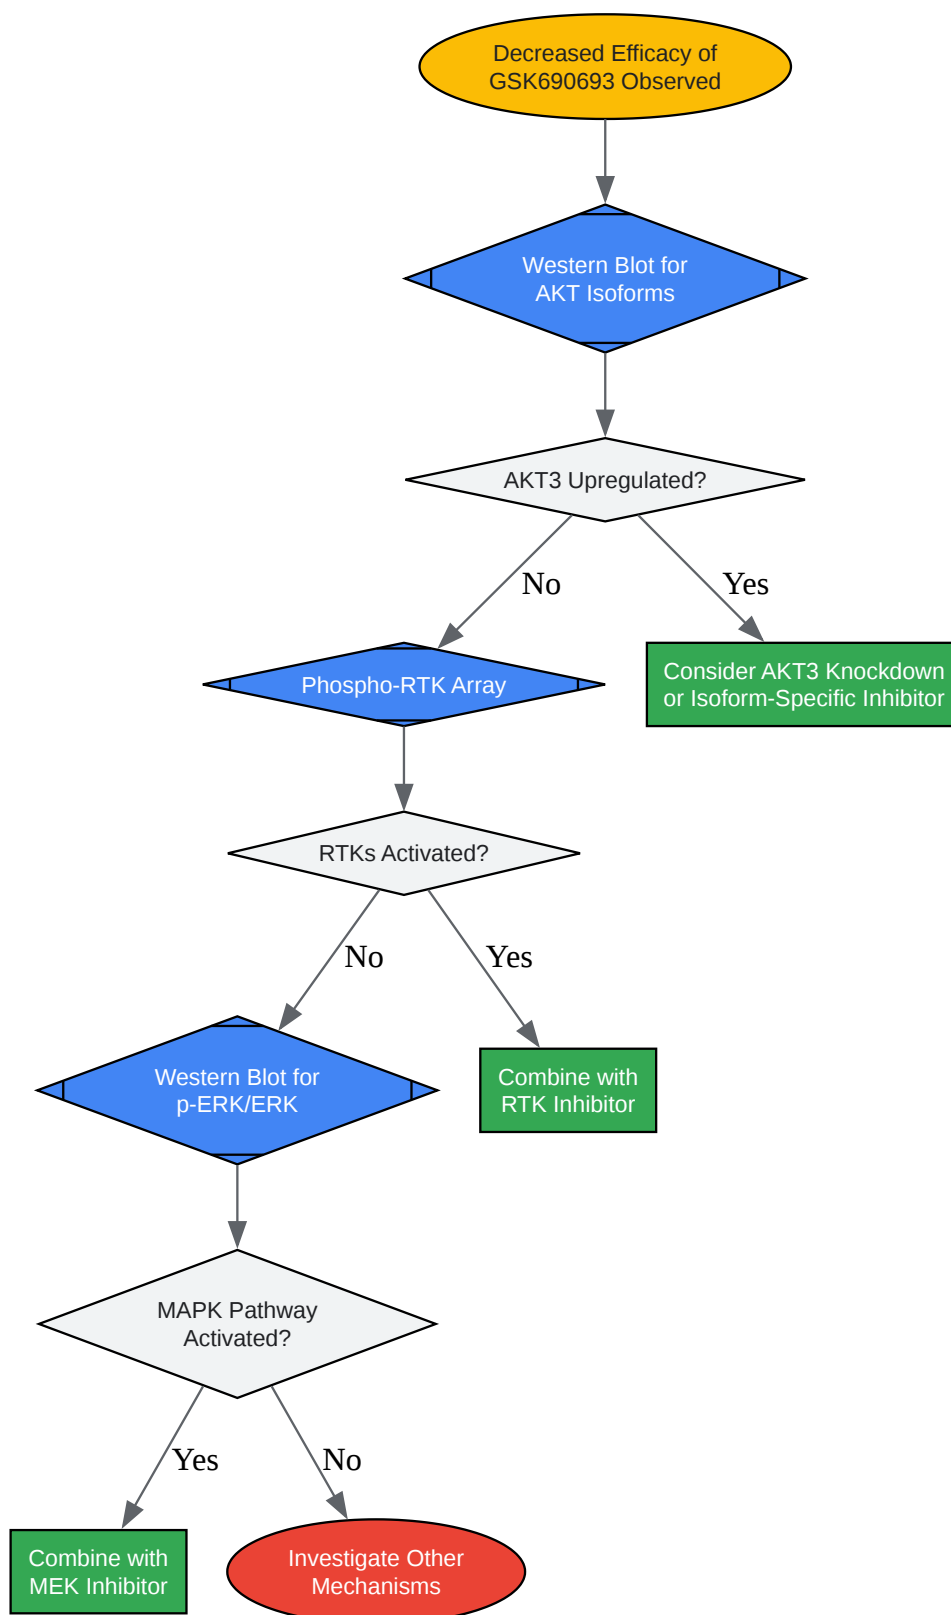 Decreased Efficacy of
GSK690693 Observed
Western Blot for
AKT Isoforms
AKT3 Upregulated?
No
Yes
Phospho-RTK Array
Consider AKT3 Knockdown
or Isoform-Specific Inhibitor
RTKs Activated?
No
Yes
Western Blot for
p-ERK/ERK
Combine with
RTK Inhibitor
MAPK Pathway
Activated?
Yes
No
Combine with
MEK Inhibitor
Investigate Other
Mechanisms